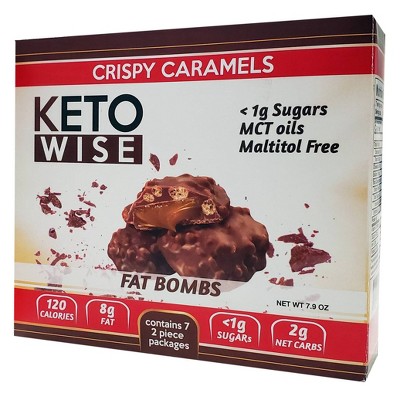 CRISPY CARAMELS
KETO
WISE
< 1g Sugars
MCT oils
Maltitol Free
FAT BOMBS
NET WT 7.9 OZ
120
CALORIES
8g
FAT
contains 7
2 piece
packages
<1g
SUGARs
2g
NET CARBS